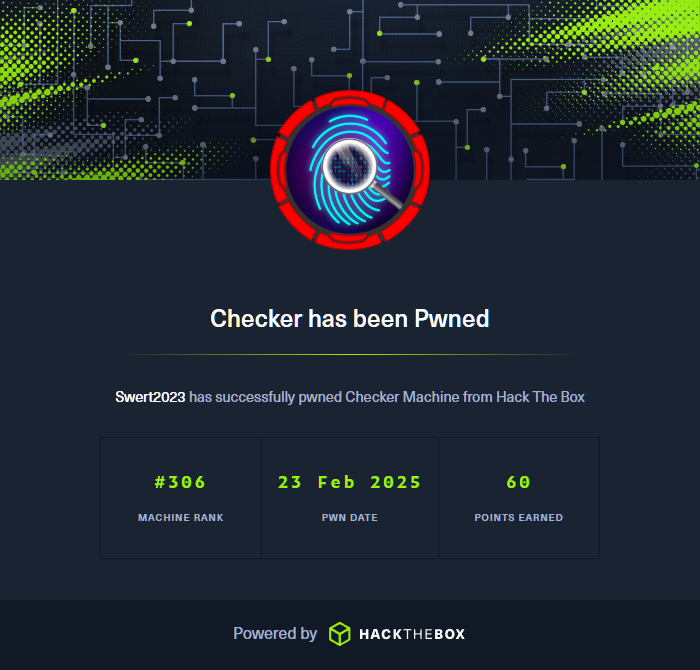 Checker has been Pwned
Swert2023 has successfully pwned Checker Machine from Hack The Box
#306
MACHINE RANK
23 Feb 2025
PWN DATE
60
POINTS EARNED
Powered by HACKTHEBOX